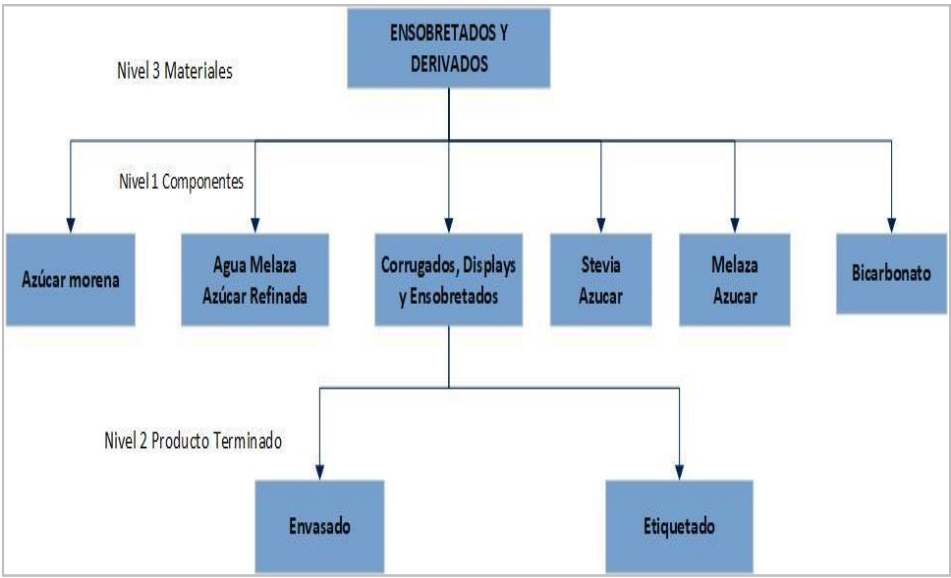 ENSOBRETADOS Y
DERIVADOS
Nivel 3 Materiales
Nivel 1 Componentes
Azúcar morena
Agua Melaza
Azúcar Refinada
Corrugados, Displays
y Ensobretados
Stevia
Azucar
Melaza
Azucar
Bicarbonato
Nivel 2 Producto Terminado
Envasado
Etiquetado